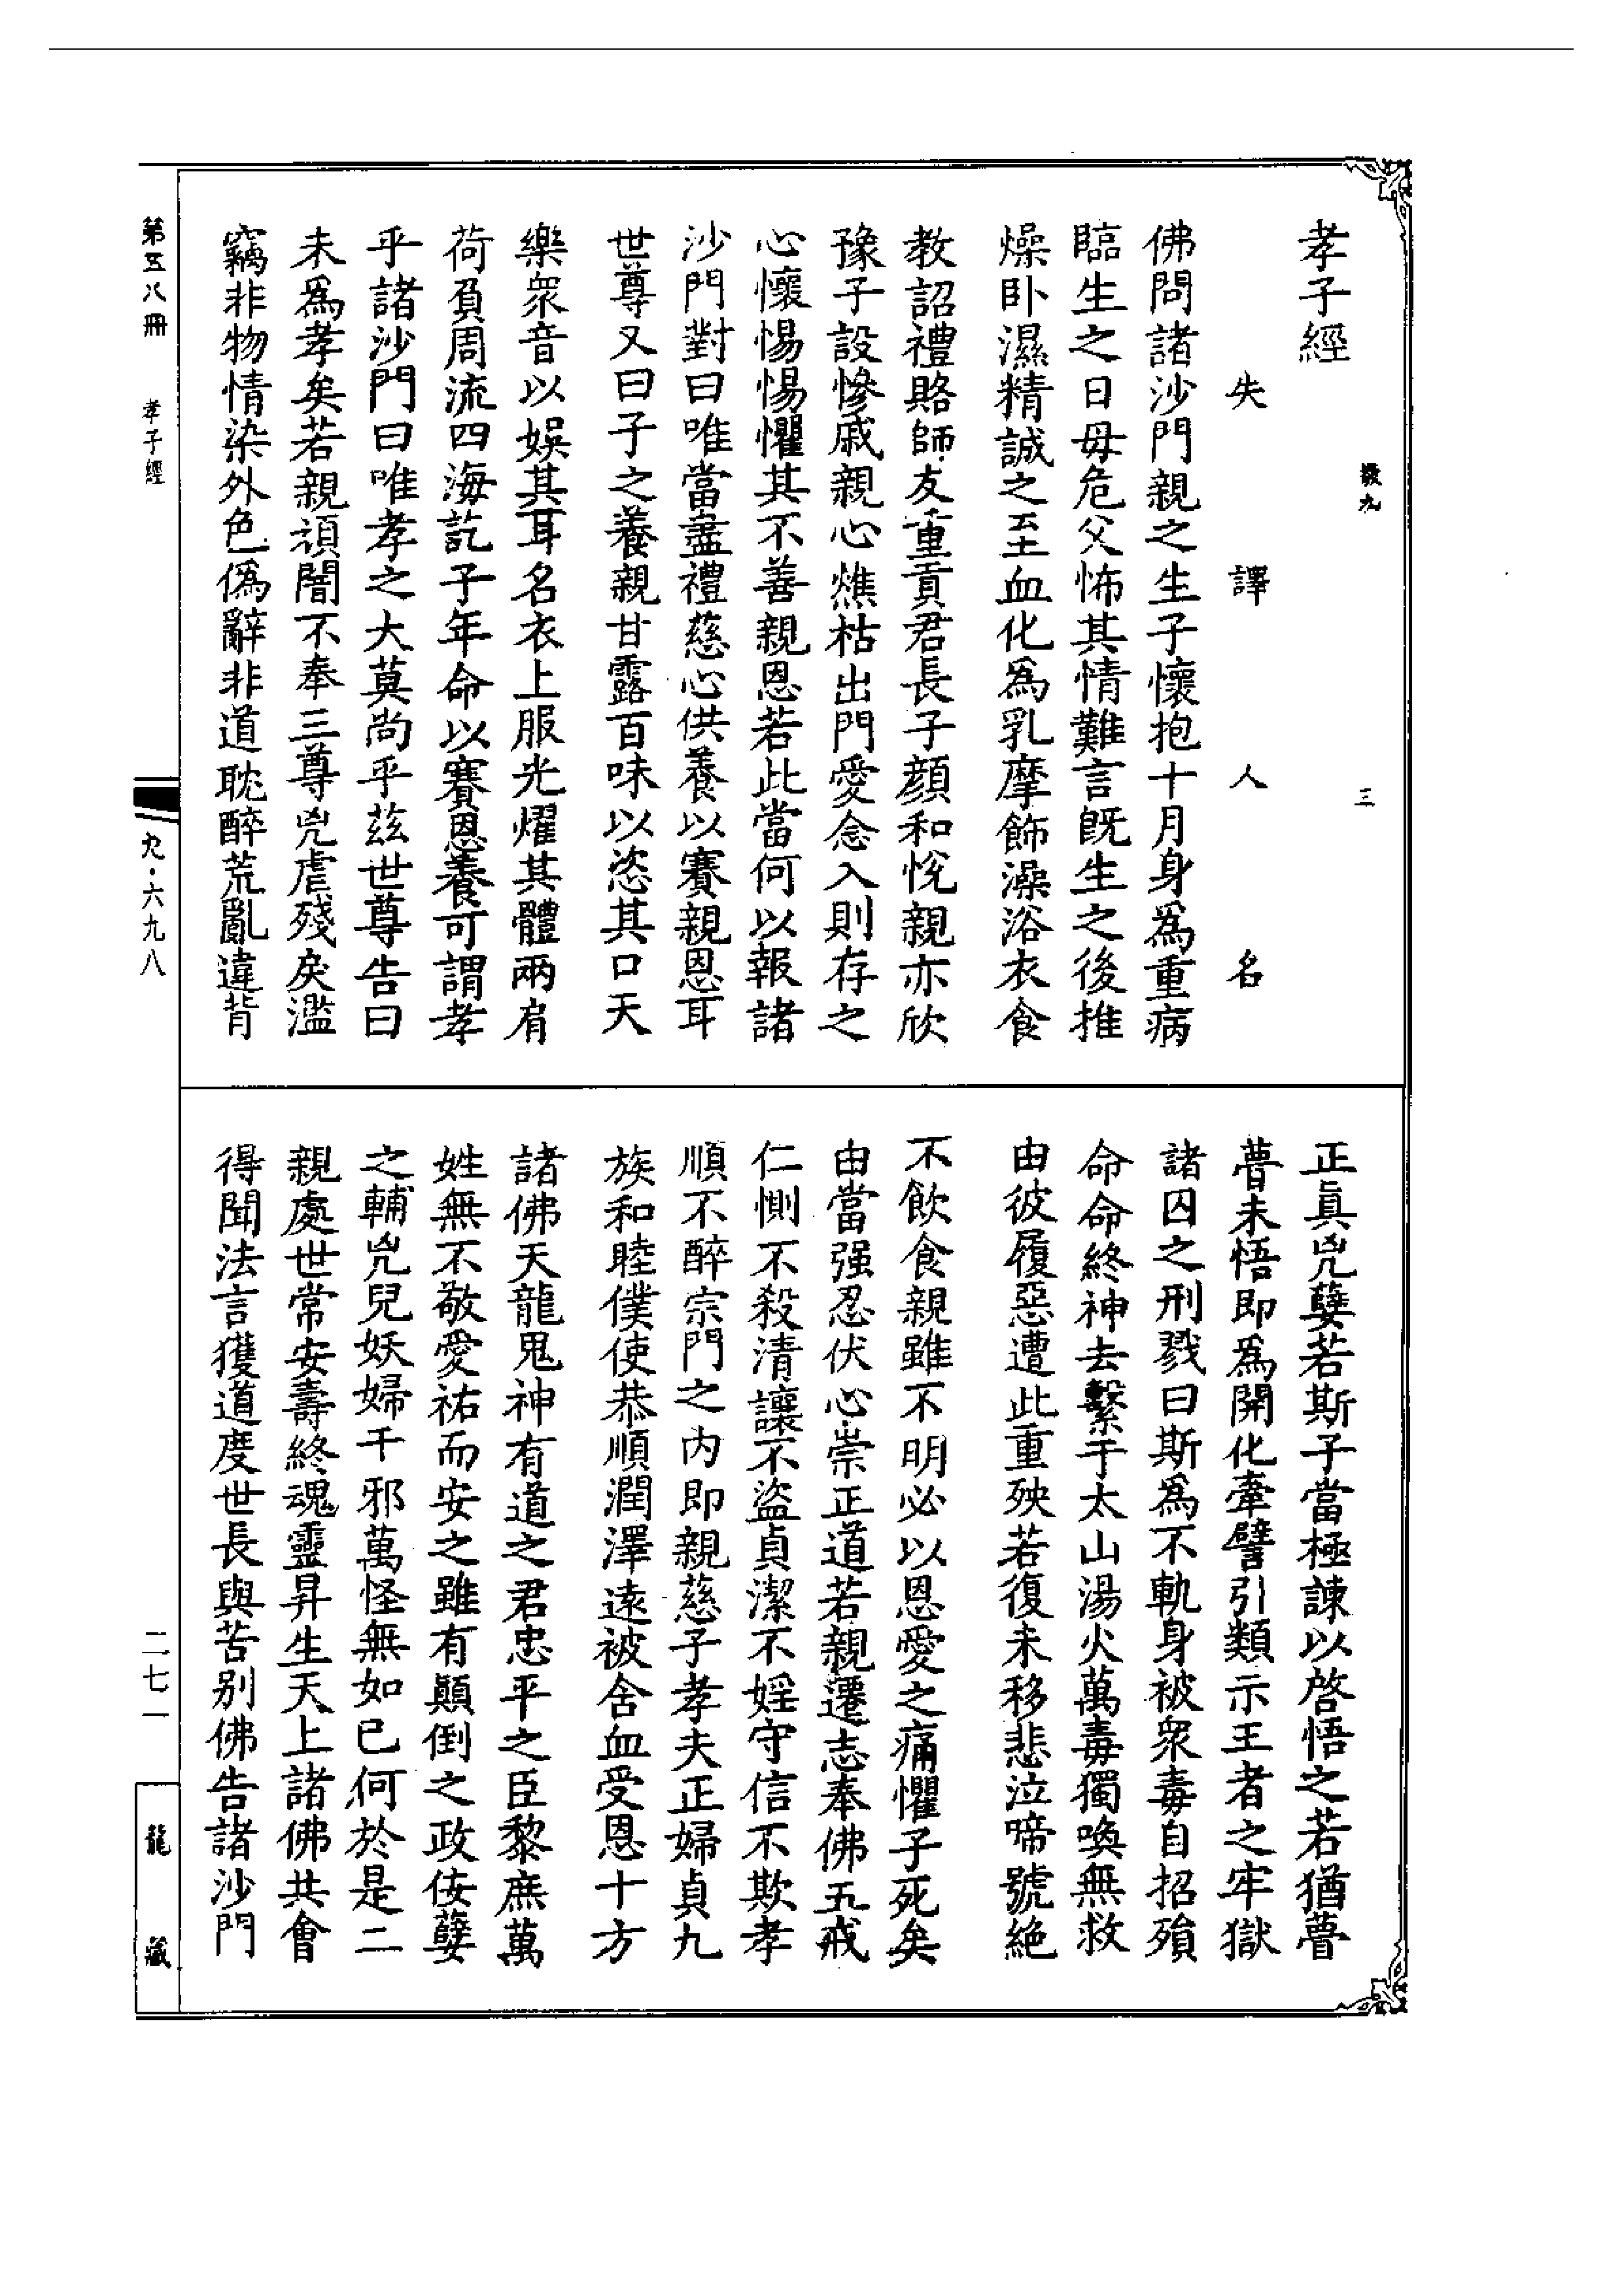 孝子經
失譯人名
佛問諸沙門親之生子懷抱十月身爲重病
臨生之日母危父怖其情難言旣生之後推
燥卧濕精誠之至血化爲乳摩飾澡浴衣食
教詔禮賂師友重貢君長子顔和悅親亦欣
豫子設慘戚親心燋枯出門愛念入則存之
心懷惕惕懼其不善親恩若此當何以報諸
沙門對曰唯當盡禮慈心供養以賽親恩耳
世尊又曰子之養親甘露百味以恣其口天
樂衆音以娛其耳名衣上服光燿其體兩肩
荷負周流四海訖子年命以賽恩養可謂孝
乎諸沙門曰唯孝之大莫尚乎茲世尊告曰
未爲孝矣若親頑闇不奉三尊兇虐殘戾濫
竊非物情染外色僞辭非道耽醉荒亂違背
正眞兇孽若斯子當極諫以啓悟之若猶瞢
瞢未悟即爲開化牽譬引類示王者之牢獄
諸囚之刑戮曰斯爲不軌身被衆毒自招殞
命命終神去繫于太山湯火萬毒獨喚無救
由彼履惡遭此重殃若復未移悲泣啼號絶
不飲食親雖不明必以恩愛之痛懼子死矣
由當强忍伏心崇正道若親遷志奉佛五戒
仁惻不殺清讓不盜貞潔不婬守信不欺孝
順不醉宗門之内即親慈子孝夫正婦貞九
族和睦僕使恭順潤澤遠被含血受恩十方
諸佛天龍鬼神有道之君忠平之臣黎庶萬
姓無不敬愛祐而安之雖有顚倒之政佞孽
之輔兇兒妖婦千邪萬怪無如已何於是二
親處世常安壽終魂靈昇生天上諸佛共會
得聞法言獲道度世長與苦别佛告諸沙門
三
第五八冊
孝子經
九·六九八
二七一
龍藏